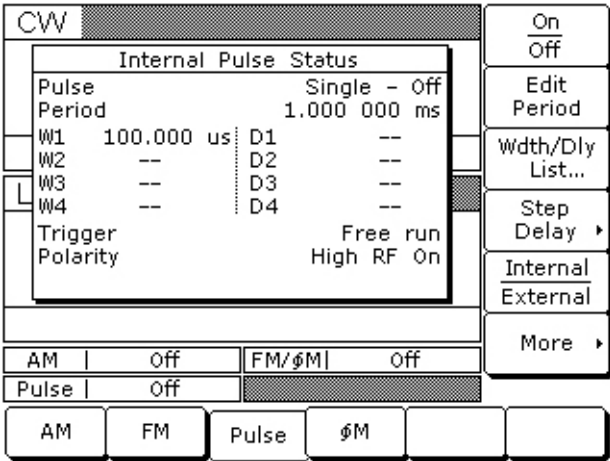 CW
Internal Pulse Status
Pulse Single - Off
Period 1.000 000 ms
W1 100.000 us D1 --
W2 -- D2 --
W3 -- D3 --
W4 -- D4 --
Trigger Free run
Polarity High RF On
L
AM Off FM/ϕM Off
Pulse Off
On
Off
Edit
Period
Wdth/Dly
List...
Step
Delay
Internal
External
More
AM FM Pulse ϕM